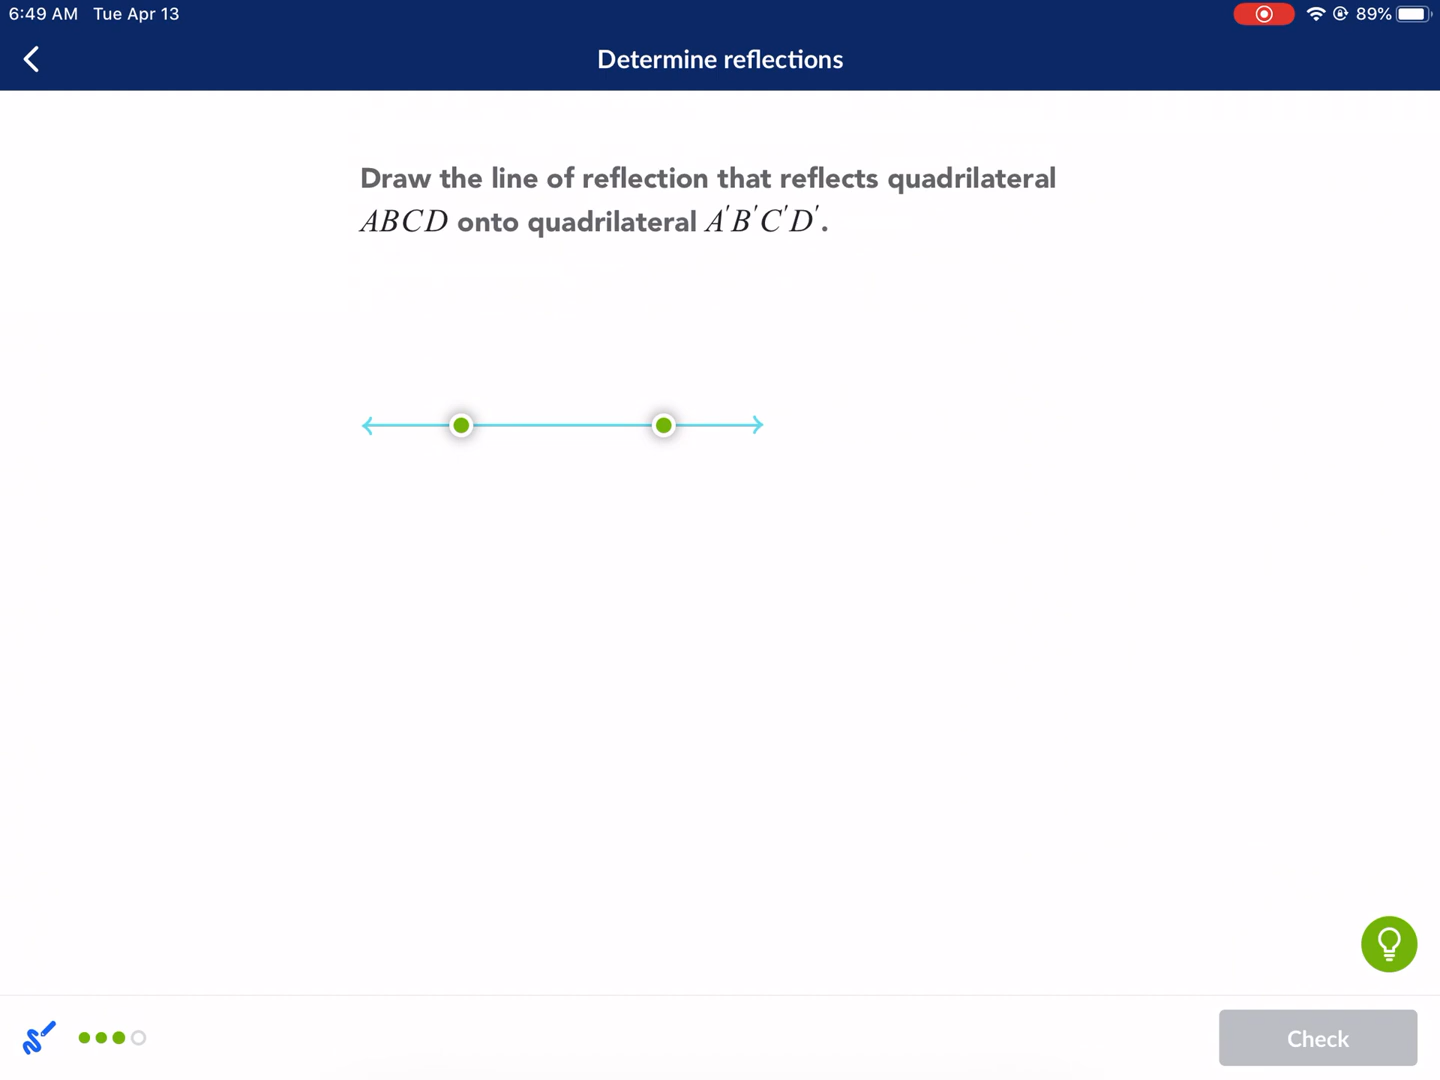 6:49 AM Tue Apr 13
89%
Determine reflections
Draw the line of reflection that reflects quadrilateral
ABCD onto quadrilateral A'B'C'D'.
Check